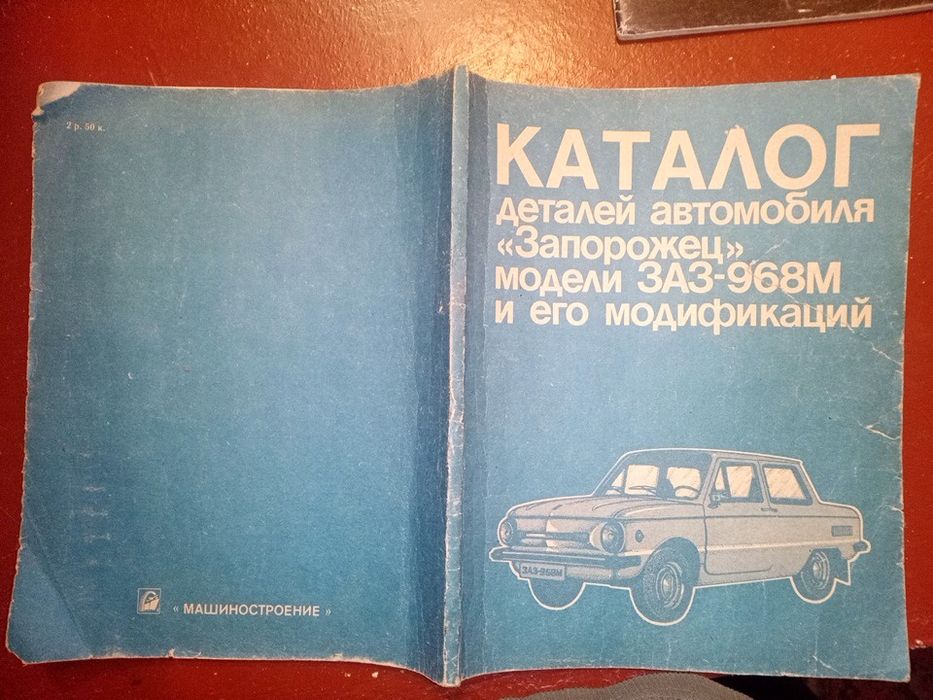 2 р. 50 к.
« МАШИНОСТРОЕНИЕ »
КАТАЛОГ
деталей автомобиля
«Запорожец»
модели ЗАЗ-968М
и его модификаций
ЗАЗ-968М